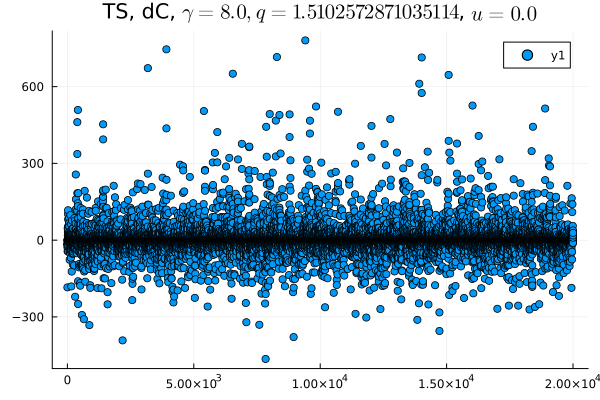 TS, dC, γ = 8.0, q = 1.5102572871035114, u = 0.0
y1
600
300
0
−300
0 5.00×10³ 1.00×10⁴ 1.50×10⁴ 2.00×10⁴